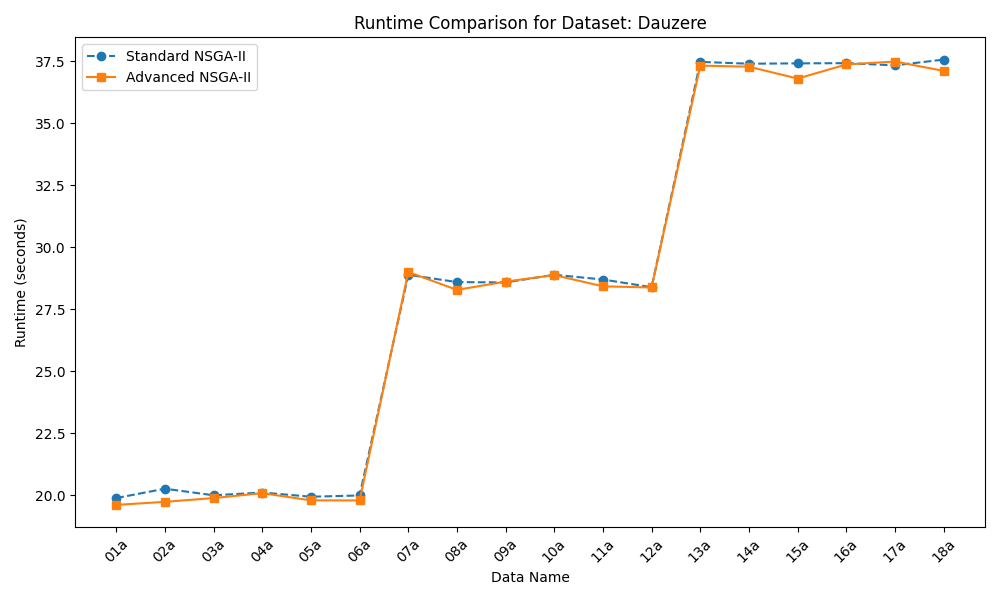 Runtime Comparison for Dataset: Dauzere
Standard NSGA-II
Advanced NSGA-II
37.5
35.0
32.5
30.0
27.5
25.0
22.5
20.0
Runtime (seconds)
01a 02a 03a 04a 05a 06a 07a 08a 09a 10a 11a 12a 13a 14a 15a 16a 17a 18a
Data Name